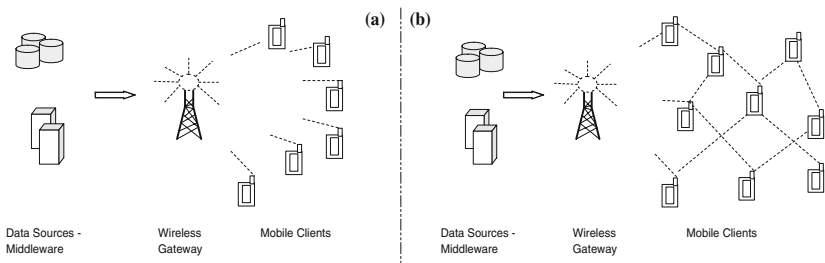 (a)
Data Sources -
Middleware
Wireless
Gateway
Mobile Clients
(b)
Data Sources -
Middleware
Wireless
Gateway
Mobile Clients